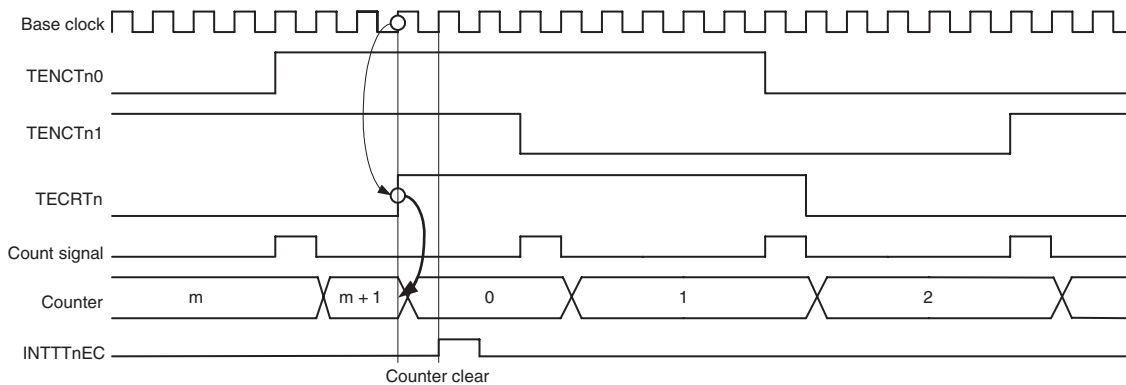 Base clock
TENCTn0
TENCTn1
TECRTn
Count signal
Counter
m
m + 1
0
1
2
INTTTnEC
Counter clear